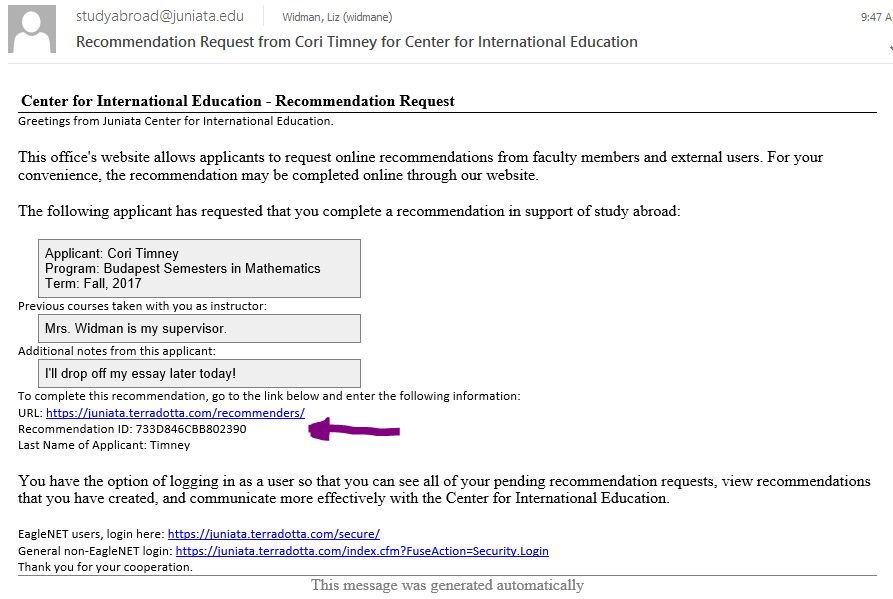 studyabroad@juniata.edu Widman, Liz (widmane) 9:47 A
Recommendation Request from Cori Timney for Center for International Education
Center for International Education - Recommendation Request
Greetings from Juniata Center for International Education.
This office's website allows applicants to request online recommendations from faculty members and external users. For your
convenience, the recommendation may be completed online through our website.
The following applicant has requested that you complete a recommendation in support of study abroad:
Applicant: Cori Timney
Program: Budapest Semesters in Mathematics
Term: Fall, 2017
Previous courses taken with you as instructor:
Mrs. Widman is my supervisor.
Additional notes from this applicant:
I'll drop off my essay later today!
To complete this recommendation, go to the link below and enter the following information:
URL: https://juniata.terradotta.com/recommenders/
Recommendation ID: 733D846CBB802390
Last Name of Applicant: Timney
You have the option of logging in as a user so that you can see all of your pending recommendation requests, view recommendations
that you have created, and communicate more effectively with the Center for International Education.
EagleNET users, login here: https://juniata.terradotta.com/secure/
General non-EagleNET login: https://juniata.terradotta.com/index.cfm?FuseAction=Security.Login
Thank you for your cooperation.
This message was generated automatically